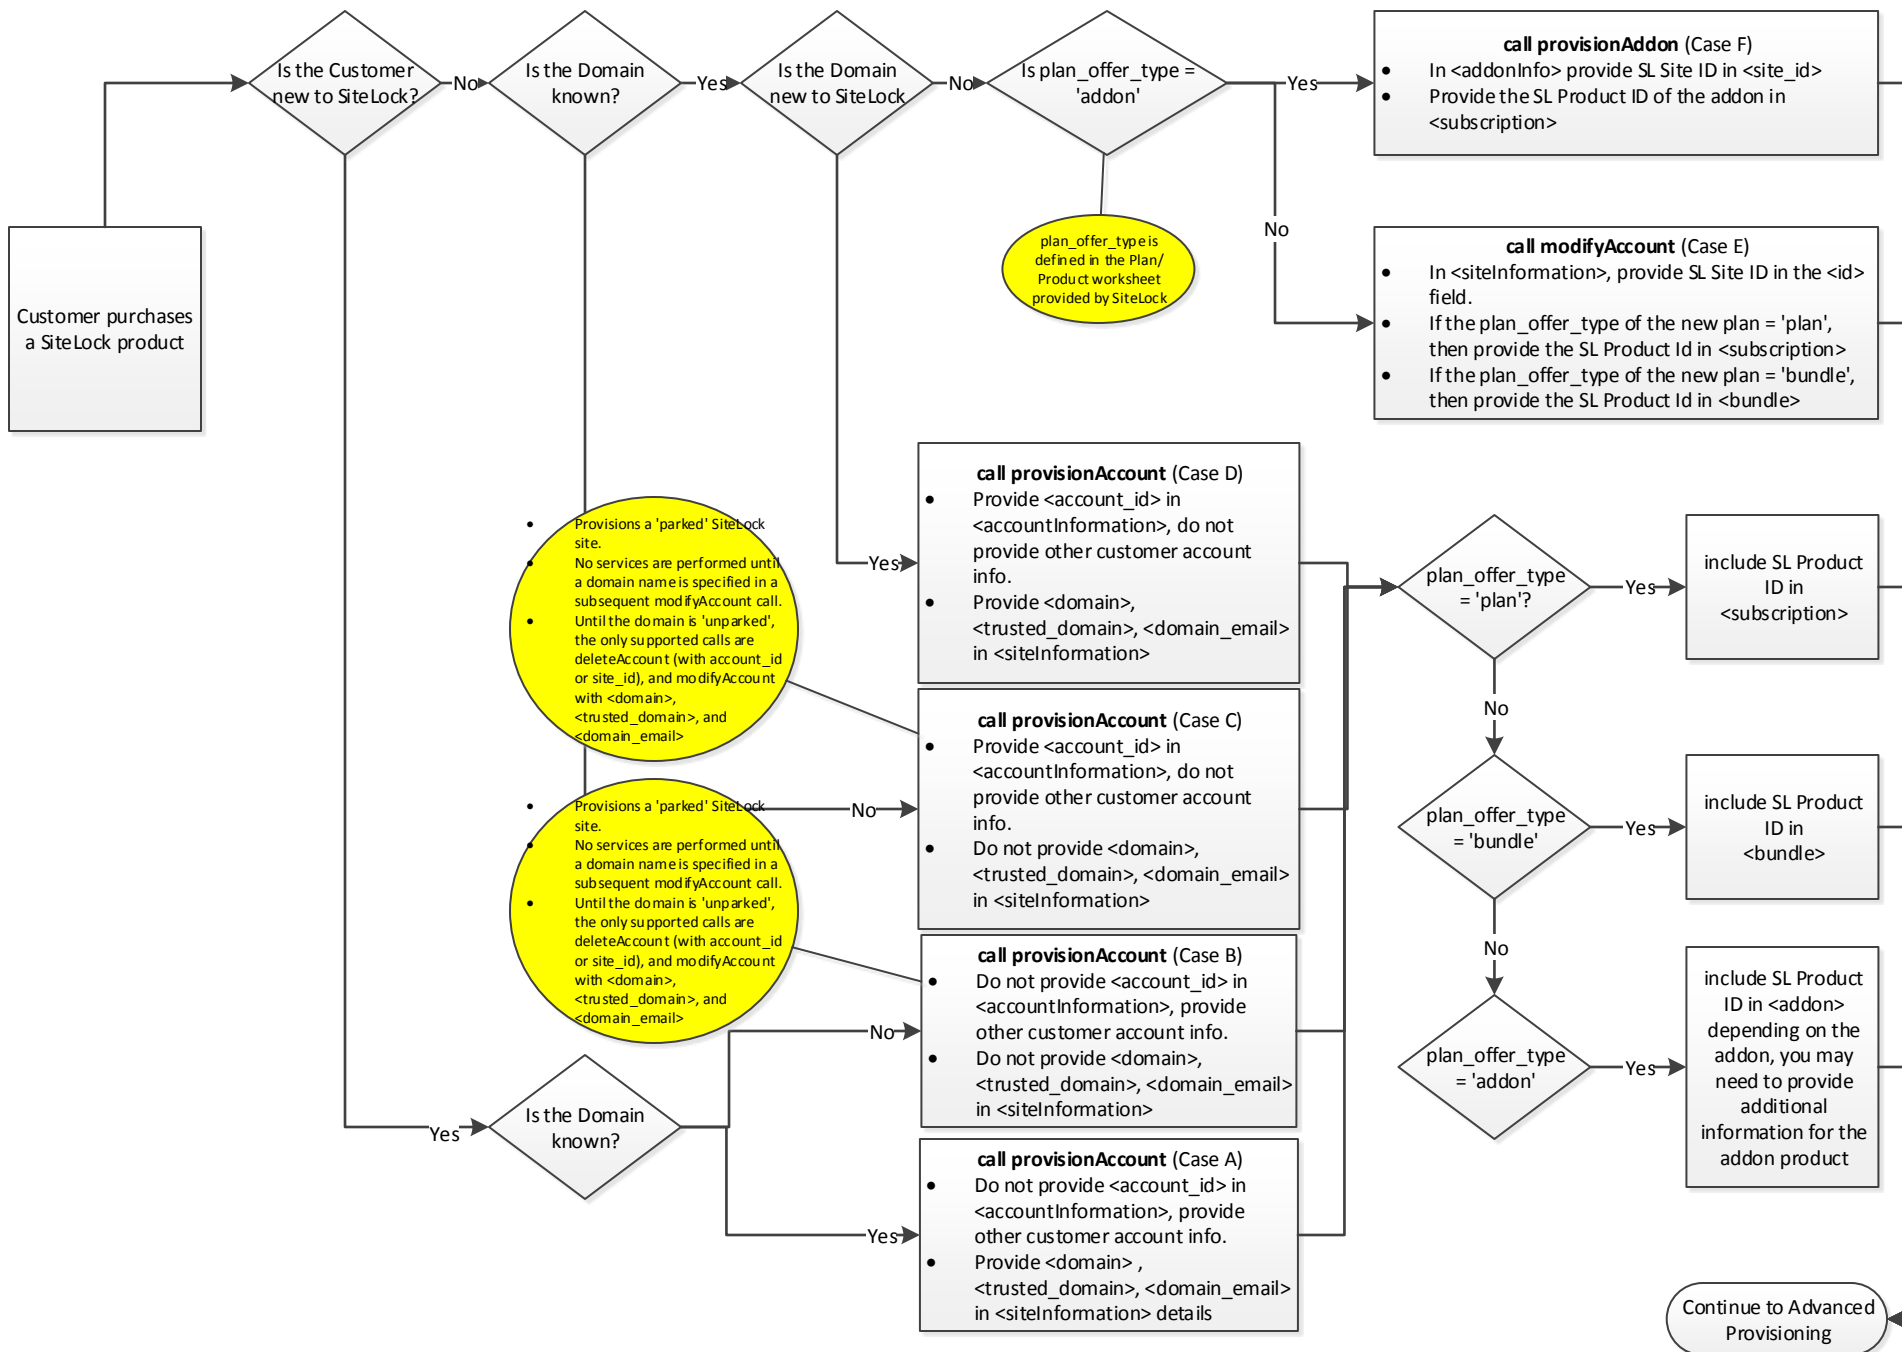 Customer purchases
a SiteLock product
Is the Customer
new to SiteLock?
No
Is the Domain
known?
Yes
Is the Domain
new to SiteLock
No
Is plan_offer_type =
'addon'
Yes
call provisionAddon (Case F)
• In <addonInfo> provide SL Site ID in <site_id>
• Provide the SL Product ID of the addon in
<subscription>
plan_offer_type is
defined in the Plan/
Product worksheet
provided by SiteLock
No
call modifyAccount (Case E)
• In <siteInformation>, provide SL Site ID in the <id>
field.
• If the plan_offer_type of the new plan = 'plan',
then provide the SL Product Id in <subscription>
• If the plan_offer_type of the new plan = 'bundle',
then provide the SL Product Id in <bundle>
Yes
call provisionAccount (Case D)
• Provide <account_id> in
<accountInformation>, do not
provide other customer account
info.
• Provide <domain>,
<trusted_domain>, <domain_email>
in <siteInformation>
• Provisions a 'parked' SiteLock
site.
• No services are performed until
a domain name is specified in a
subsequent modifyAccount call.
• Until the domain is 'unparked',
the only supported calls are
deleteAccount (with account_id
or site_id), and modifyAccount
with <domain>,
<trusted_domain>, and
<domain_email>
No
call provisionAccount (Case C)
• Provide <account_id> in
<accountInformation>, do not
provide other customer account
info.
• Do not provide <domain>,
<trusted_domain>, <domain_email>
in <siteInformation>
• Provisions a 'parked' SiteLock
site.
• No services are performed until
a domain name is specified in a
subsequent modifyAccount call.
• Until the domain is 'unparked',
the only supported calls are
deleteAccount (with account_id
or site_id), and modifyAccount
with <domain>,
<trusted_domain>, and
<domain_email>
No
call provisionAccount (Case B)
• Do not provide <account_id> in
<accountInformation>, provide
other customer account info.
• Do not provide <domain>,
<trusted_domain>, <domain_email>
in <siteInformation>
Yes
Is the Domain
known?
Yes
call provisionAccount (Case A)
• Do not provide <account_id> in
<accountInformation>, provide
other customer account info.
• Provide <domain> ,
<trusted_domain>, <domain_email>
in <siteInformation> details
plan_offer_type
= 'plan'?
Yes
include SL Product
ID in
<subscription>
No
plan_offer_type
= 'bundle'
Yes
include SL Product
ID in
<bundle>
No
plan_offer_type
= 'addon'
Yes
include SL Product
ID in <addon>
depending on the
addon, you may
need to provide
additional
information for the
addon product
Continue to Advanced
Provisioning